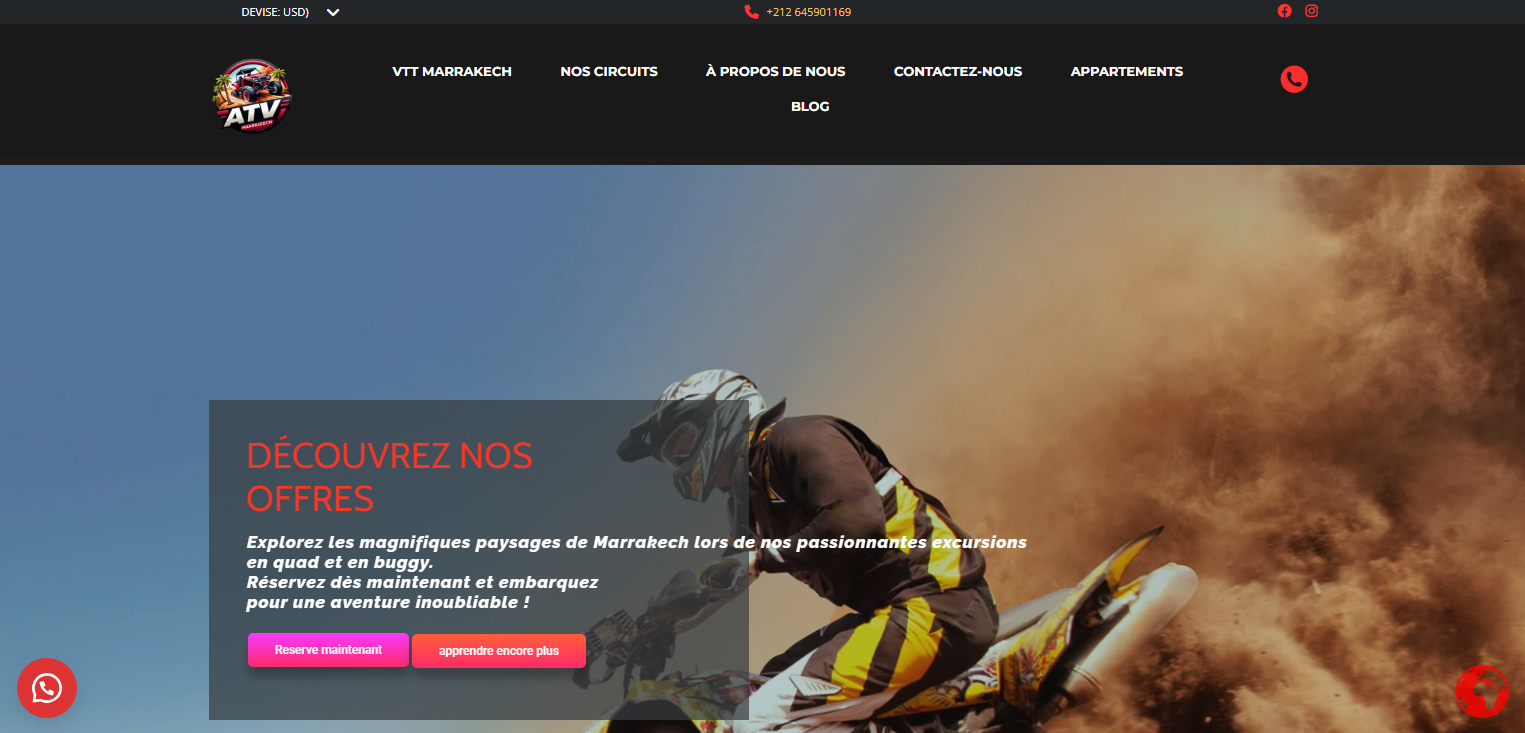 DEVISE: USD)
+212 645901169
VTT MARRAKECH
NOS CIRCUITS
À PROPOS DE NOUS
CONTACTEZ-NOUS
APPARTEMENTS
BLOG
ATV
MARRAKECH
DÉCOUVREZ NOS
OFFRES
Explorez les magnifiques paysages de Marrakech lors de nos passionnantes excursions
en quad et en buggy.
Réservez dès maintenant et embarquez
pour une aventure inoubliable !
Reserve maintenant
apprendre encore plus